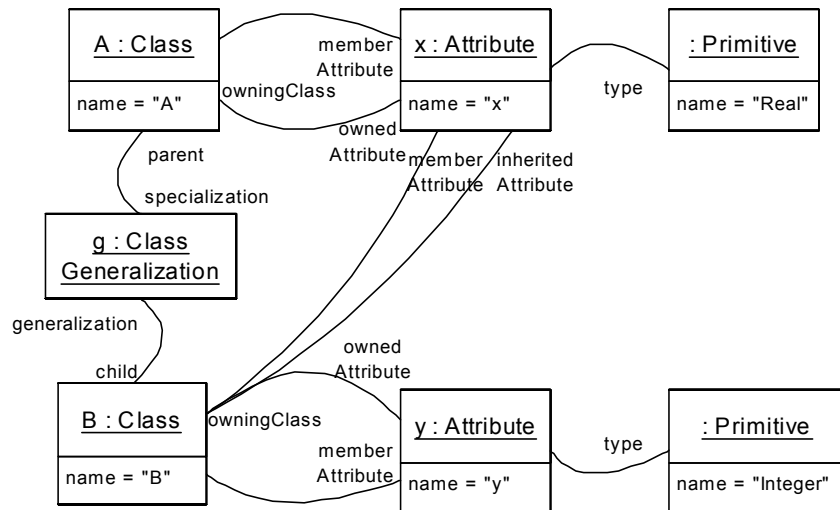 A : Class
name = "A"
member
Attribute
owningClass
owned
Attribute
x : Attribute
name = "x"
type
: Primitive
name = "Real"
parent
specialization
member
Attribute
inherited
Attribute
g : Class
Generalization
generalization
child
B : Class
name = "B"
owned
Attribute
owningClass
member
Attribute
y : Attribute
name = "y"
type
: Primitive
name = "Integer"